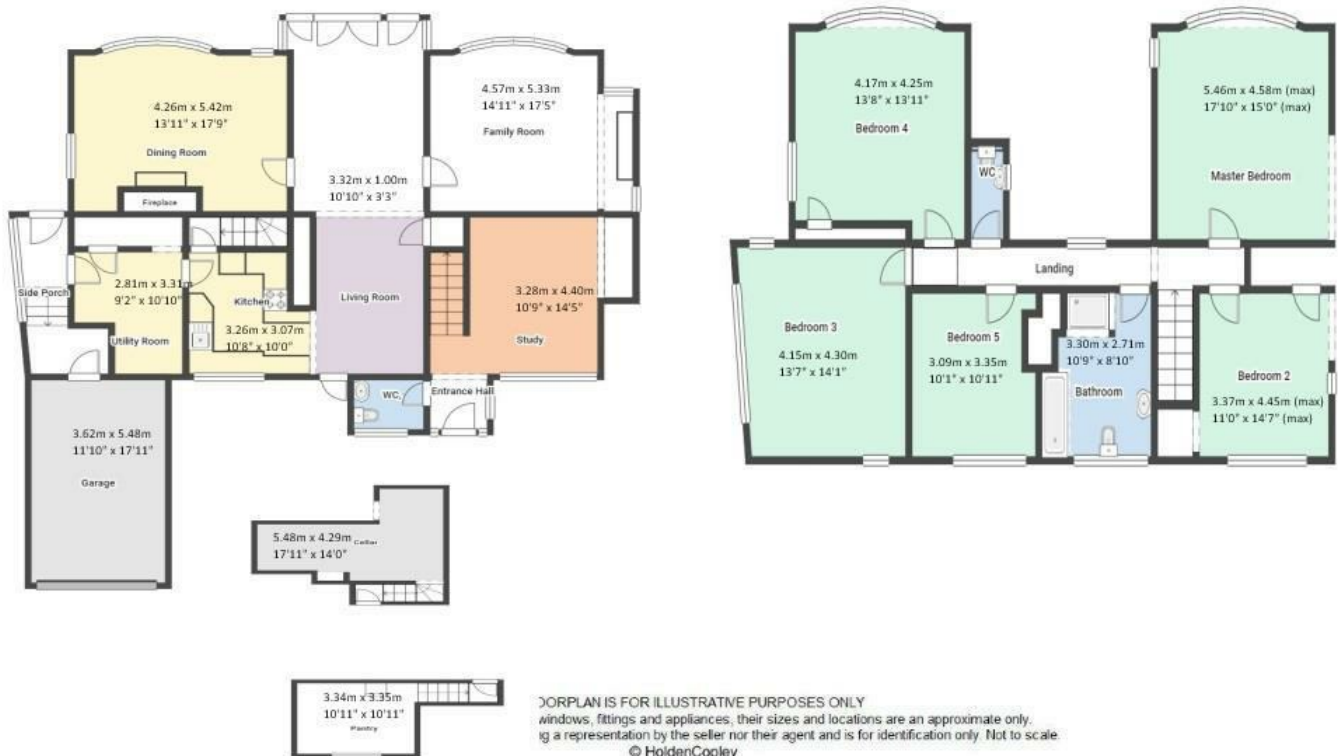 4.26m x 5.42m
13'11" x 17'9"
Dining Room
Fireplace
3.32m x 1.00m
10'10" x 3'3"
4.57m x 5.33m
14'11" x 17'5"
Family Room
Side Porch
2.81m x 3.31m
9'2" x 10'10"
Utility Room
Kitchen
3.26m x 3.07m
10'8" x 10'0"
Living Room
3.28m x 4.40m
10'9" x 14'5"
Study
WC
Entrance Hall
3.62m x 5.48m
11'10" x 17'11"
Garage
5.48m x 4.29m
17'11" x 14'0"
Cellar
3.34m x 3.35m
10'11" x 10'11"
Pantry
4.17m x 4.25m
13'8" x 13'11"
Bedroom 4
WC
5.46m x 4.58m (max)
17'10" x 15'0" (max)
Master Bedroom
Landing
Bedroom 3
4.15m x 4.30m
13'7" x 14'1"
Bedroom 5
3.09m x 3.35m
10'1" x 10'11"
3.30m x 2.71m
10'9" x 8'10"
Bathroom
Bedroom 2
3.37m x 4.45m (max)
11'0" x 14'7" (max)
OORPLAN IS FOR ILLUSTRATIVE PURPOSES ONLY
windows, fittings and appliances, their sizes and locations are an approximate only.
g a representation by the seller nor their agent and is for identification only. Not to scale.
© HoldenCopley